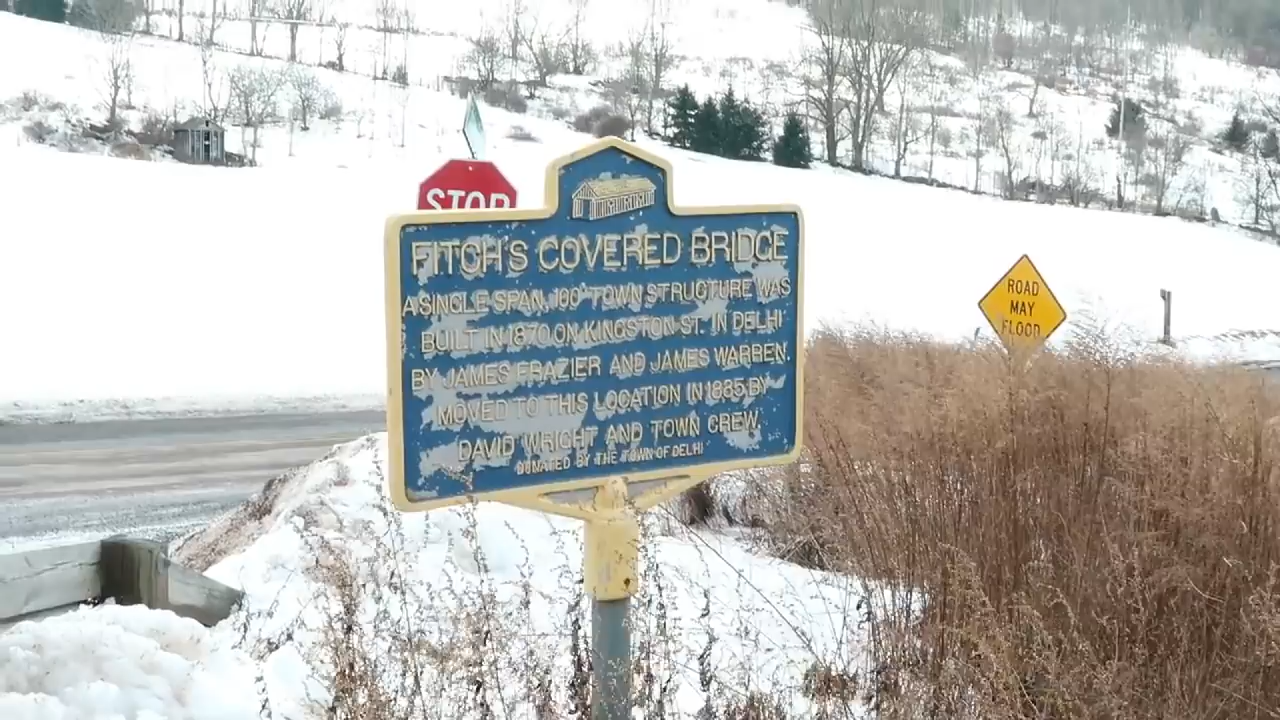 STOP
FITCH'S COVERED BRIDGE
A SINGLE SPAN, 100' TOWN STRUCTURE WAS
BUILT IN 1870 ON KINGSTON ST. IN DELHI
BY JAMES FRAZIER AND JAMES WARREN.
MOVED TO THIS LOCATION IN 1885 BY
DAVID WRIGHT AND TOWN CREW.
DONATED BY THE TOWN OF DELHI
ROAD
MAY
FLOOD